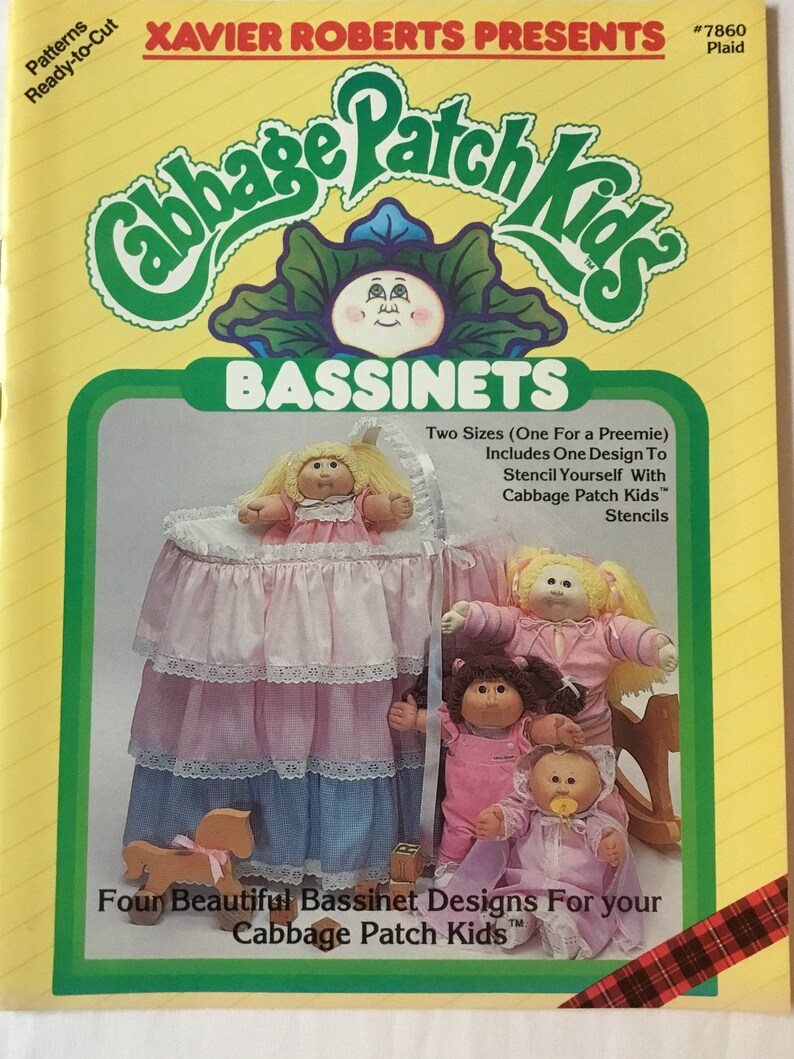 Patterns
Ready-to-Cut
XAVIER ROBERTS PRESENTS
#7860
Plaid
Cabbage Patch Kids™
BASSINETS
Two Sizes (One For a Preemie)
Includes One Design To
Stencil Yourself With
Cabbage Patch Kids™
Stencils
Four Beautiful Bassinet Designs For your
Cabbage Patch Kids™